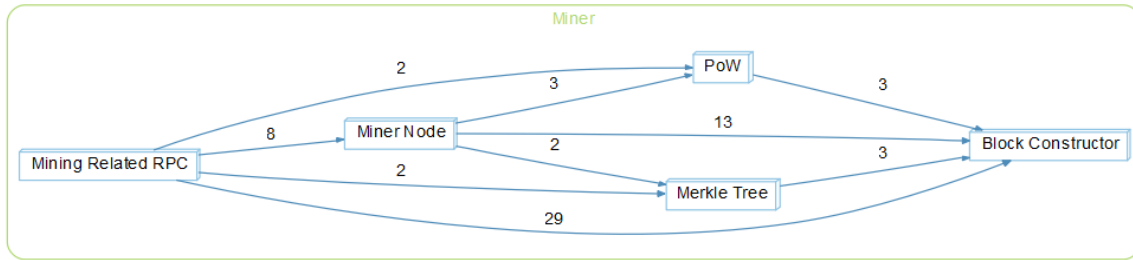 Miner
2
PoW
3
3
8
Miner Node
13
Block Constructor
Mining Related RPC
2
3
2
Merkle Tree
29